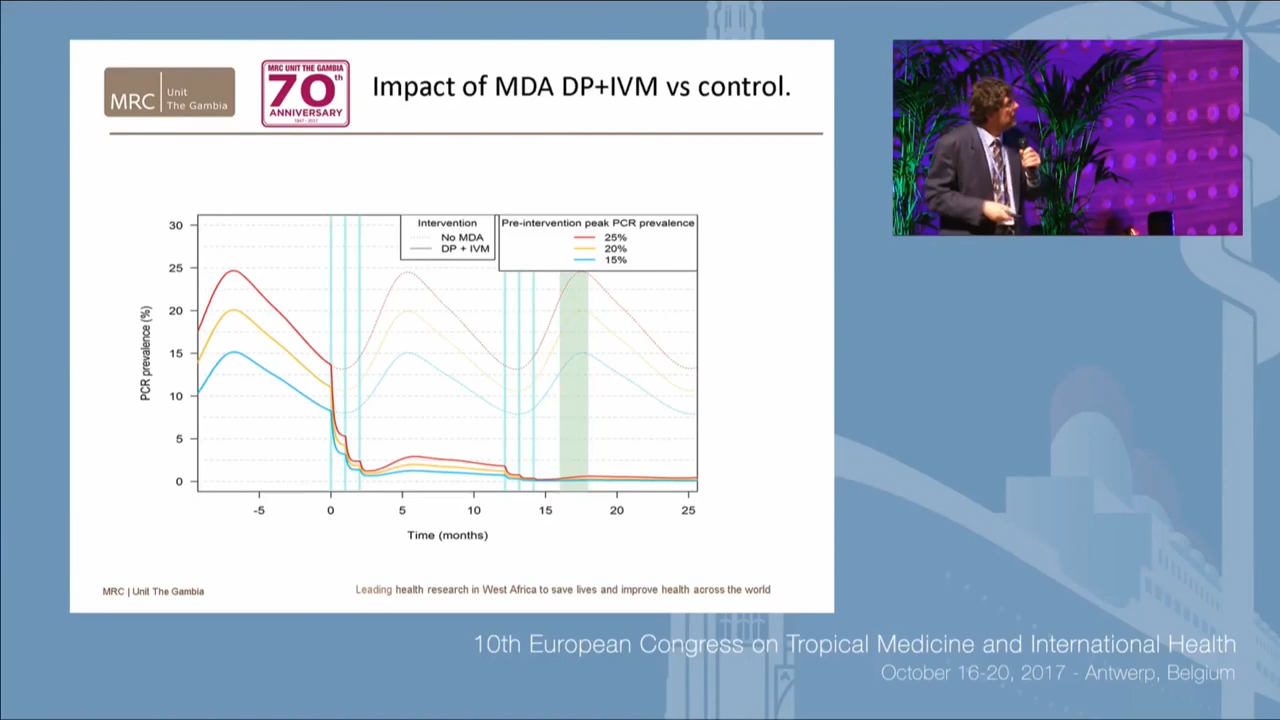 MRC
Unit
The Gambia
MRC UNIT THE GAMBIA
70th
ANNIVERSARY
1947 - 2017
Impact of MDA DP+IVM vs control.
Intervention
No MDA
DP + IVM
Pre-intervention peak PCR prevalence
25%
20%
15%
PCR prevalence (%)
30
25
20
15
10
5
0
-5
0
5
10
15
20
25
Time (months)
MRC | Unit The Gambia
Leading health research in West Africa to save lives and improve health across the world
10th European Congress on Tropical Medicine and International Health
October 16-20, 2017 - Antwerp, Belgium
A